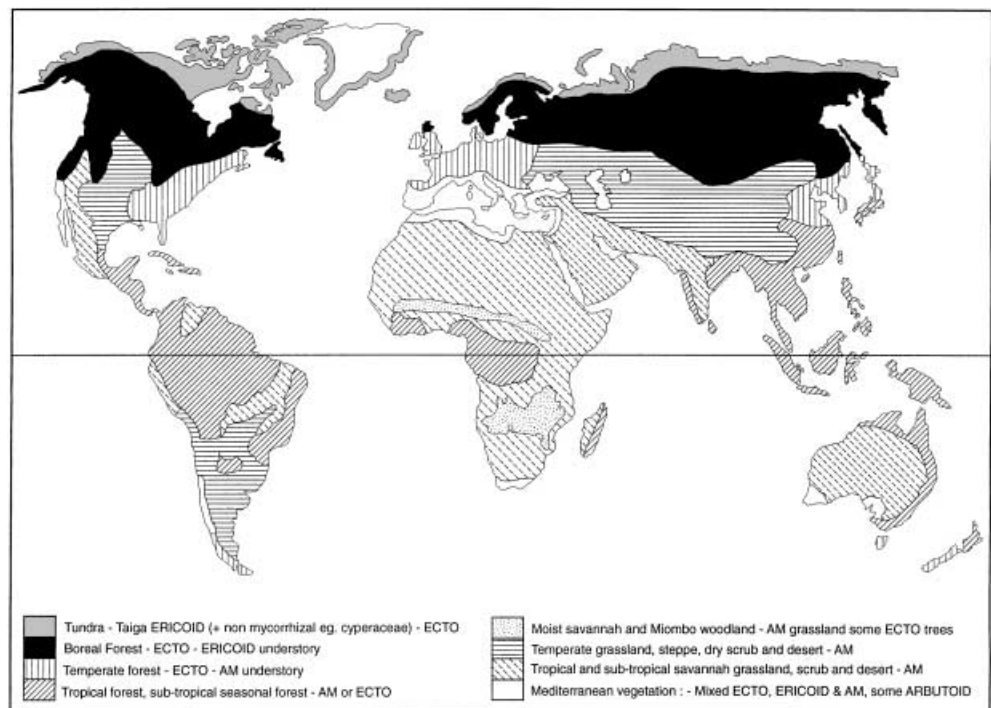 Tundra - Taiga ERICOID (+ non mycorrhizal eg. cyperaceae) - ECTO
Boreal Forest - ECTO - ERICOID understory
Temperate forest - ECTO - AM understory
Tropical forest, sub-tropical seasonal forest - AM or ECTO
Moist savannah and Miombo woodland - AM grassland some ECTO trees
Temperate grassland, steppe, dry scrub and desert - AM
Tropical and sub-tropical savannah grassland, scrub and desert - AM
Mediterranean vegetation : - Mixed ECTO, ERICOID & AM, some ARBUTOID